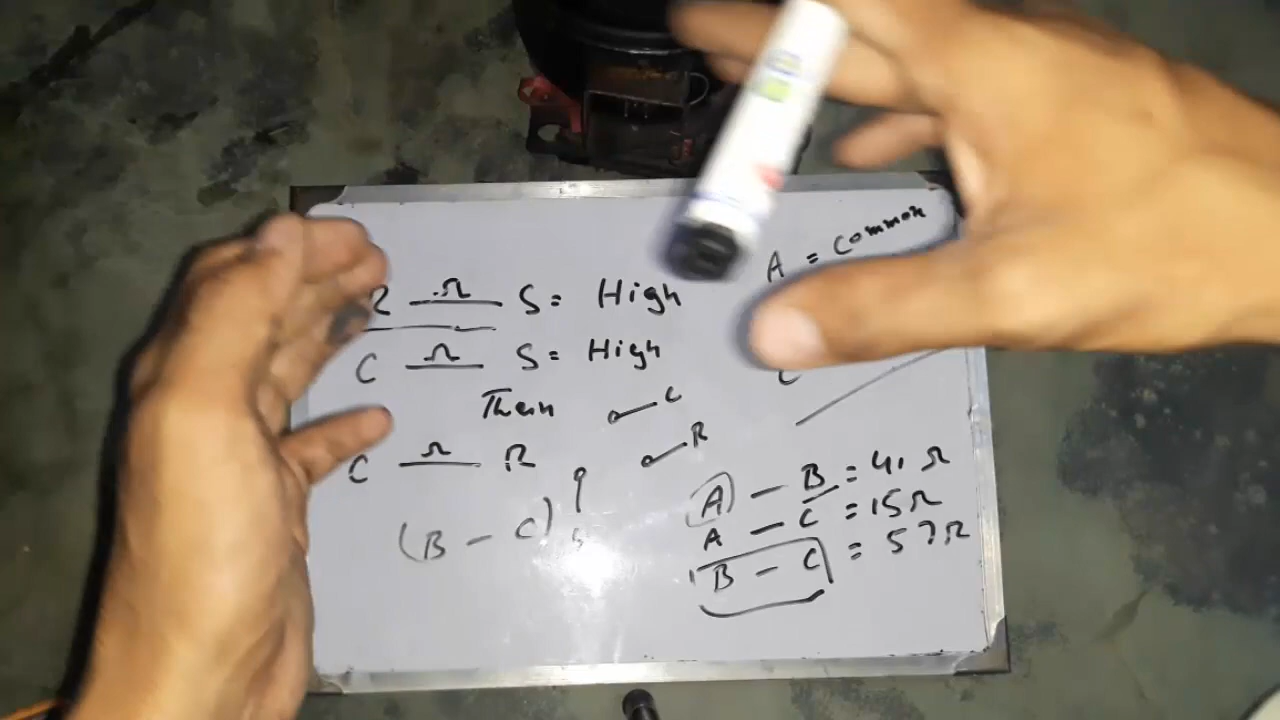 R Ω S = High
C Ω S = High
Then
C
R
C Ω R
(B - C)
S
A = Common
C
A - B = 41 Ω
A - C = 15 Ω
B - C = 57 Ω